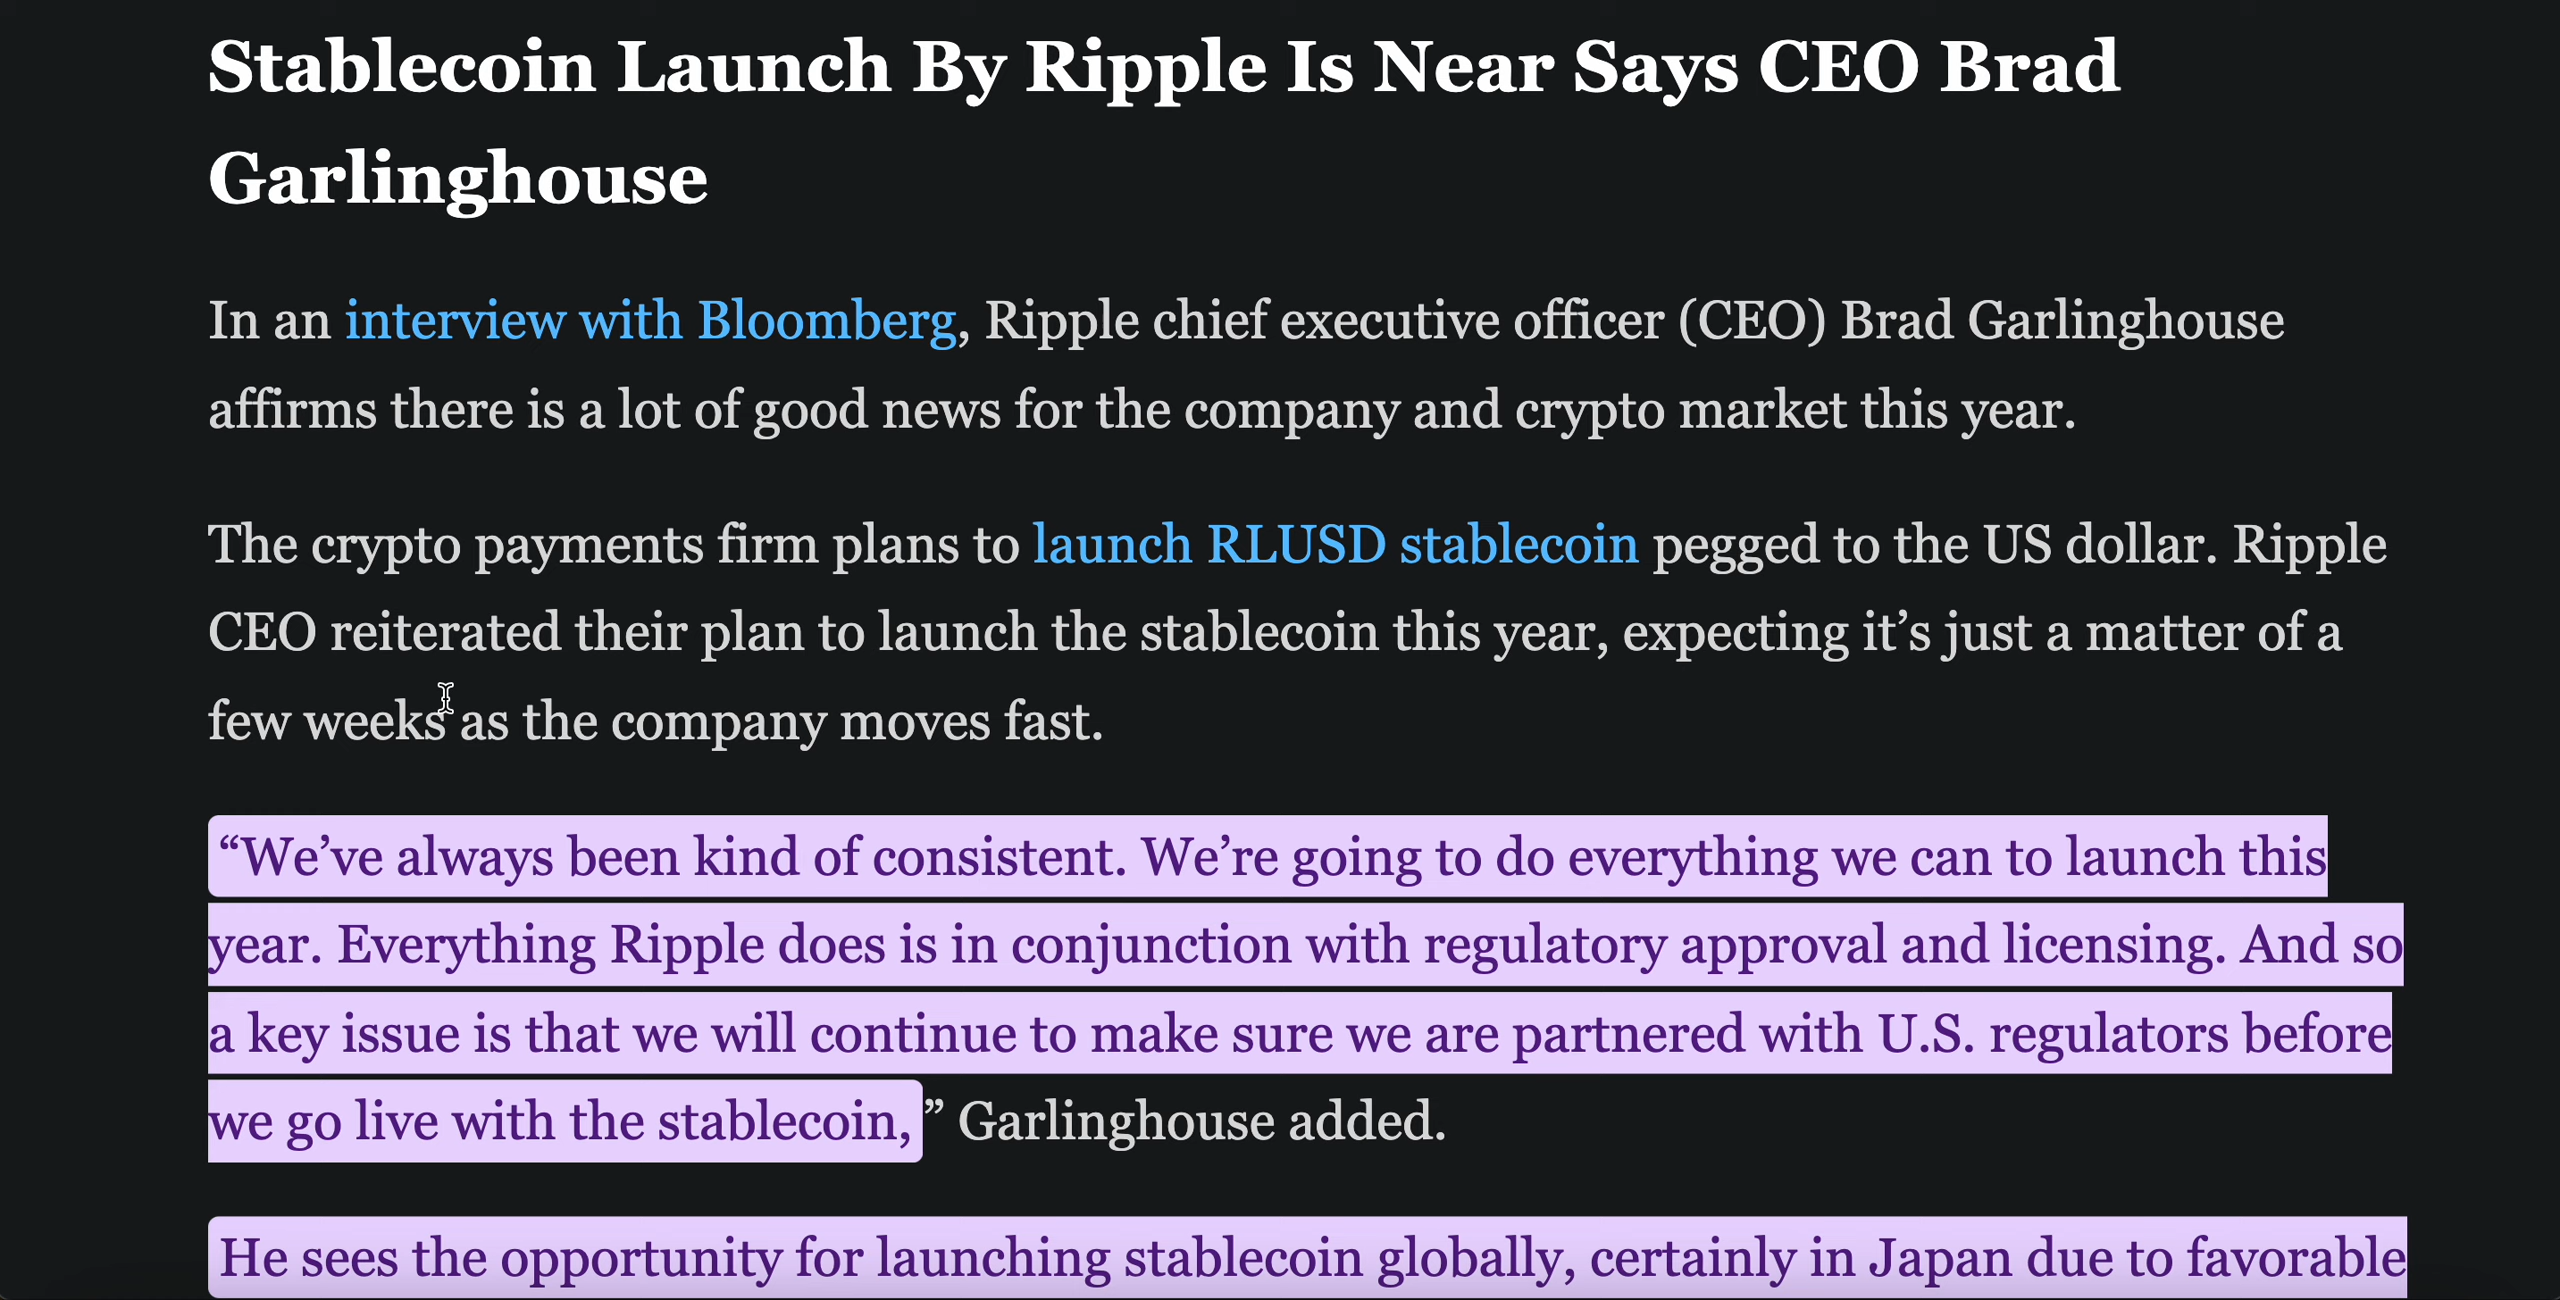 Stablecoin Launch By Ripple Is Near Says CEO Brad
Garlinghouse
In an interview with Bloomberg, Ripple chief executive officer (CEO) Brad Garlinghouse
affirms there is a lot of good news for the company and crypto market this year.
The crypto payments firm plans to launch RLUSD stablecoin pegged to the US dollar. Ripple
CEO reiterated their plan to launch the stablecoin this year, expecting it’s just a matter of a
few weeks as the company moves fast.
“We’ve always been kind of consistent. We’re going to do everything we can to launch this
year. Everything Ripple does is in conjunction with regulatory approval and licensing. And so
a key issue is that we will continue to make sure we are partnered with U.S. regulators before
we go live with the stablecoin,” Garlinghouse added.
He sees the opportunity for launching stablecoin globally, certainly in Japan due to favorable